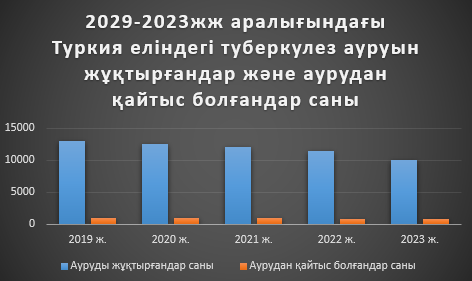 2029-2023жж аралығындағы
Туркия еліндегі туберкулез ауруын
жұқтырғандар және аурудан
қайтыс болғандар саны
15000
10000
5000
0
2019 ж. 2020 ж. 2021 ж. 2022 ж. 2023 ж.
Ауруды жұқтырғандар саны Аурудан қайтыс болғандар саны